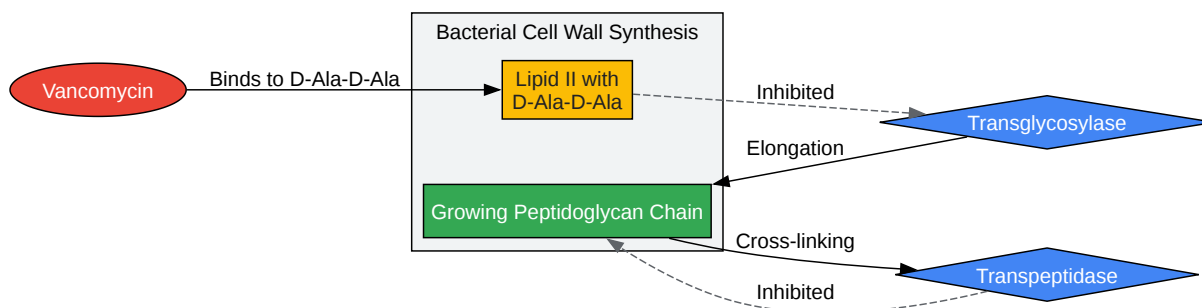 Bacterial Cell Wall Synthesis
Vancomycin
Binds to D-Ala-D-Ala
Lipid II with
D-Ala-D-Ala
Inhibited
Transglycosylase
Elongation
Growing Peptidoglycan Chain
Cross-linking
Transpeptidase
Inhibited